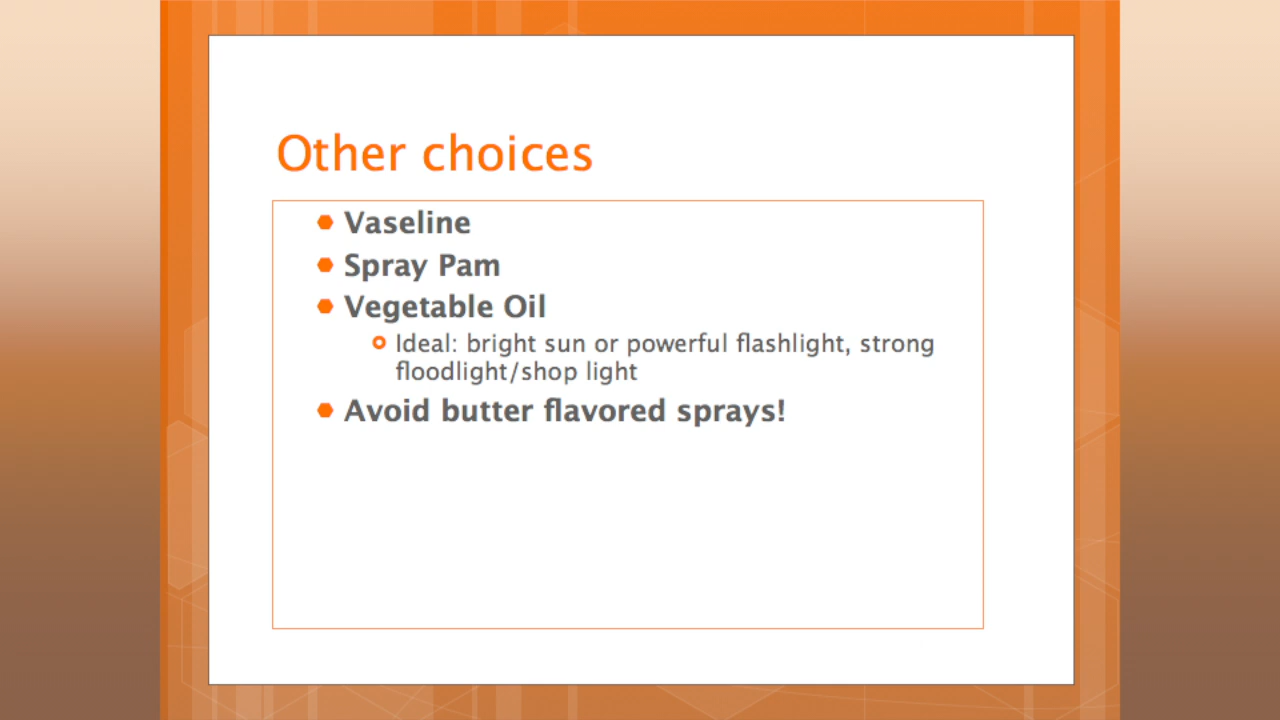 Other choices
Vaseline
Spray Pam
Vegetable Oil
Ideal: bright sun or powerful flashlight, strong
floodlight/shop light
Avoid butter flavored sprays!